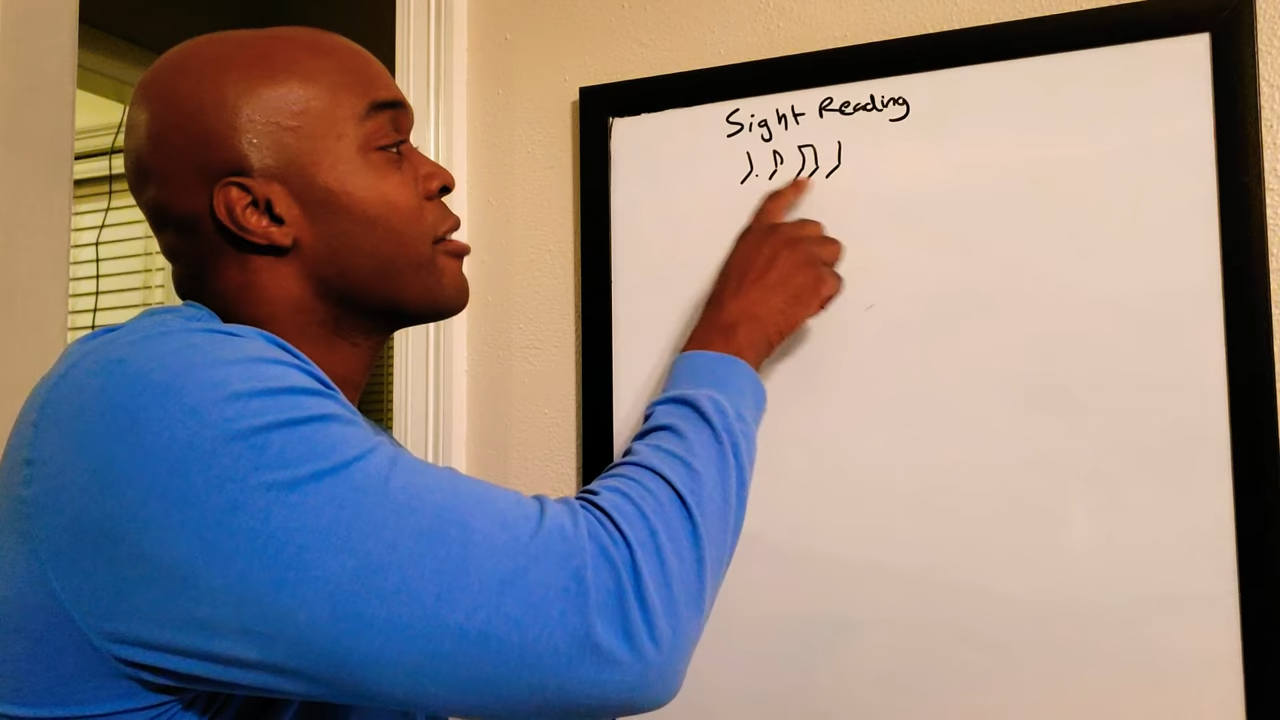 Sight Reading
♩. ♪ ♫ ♩